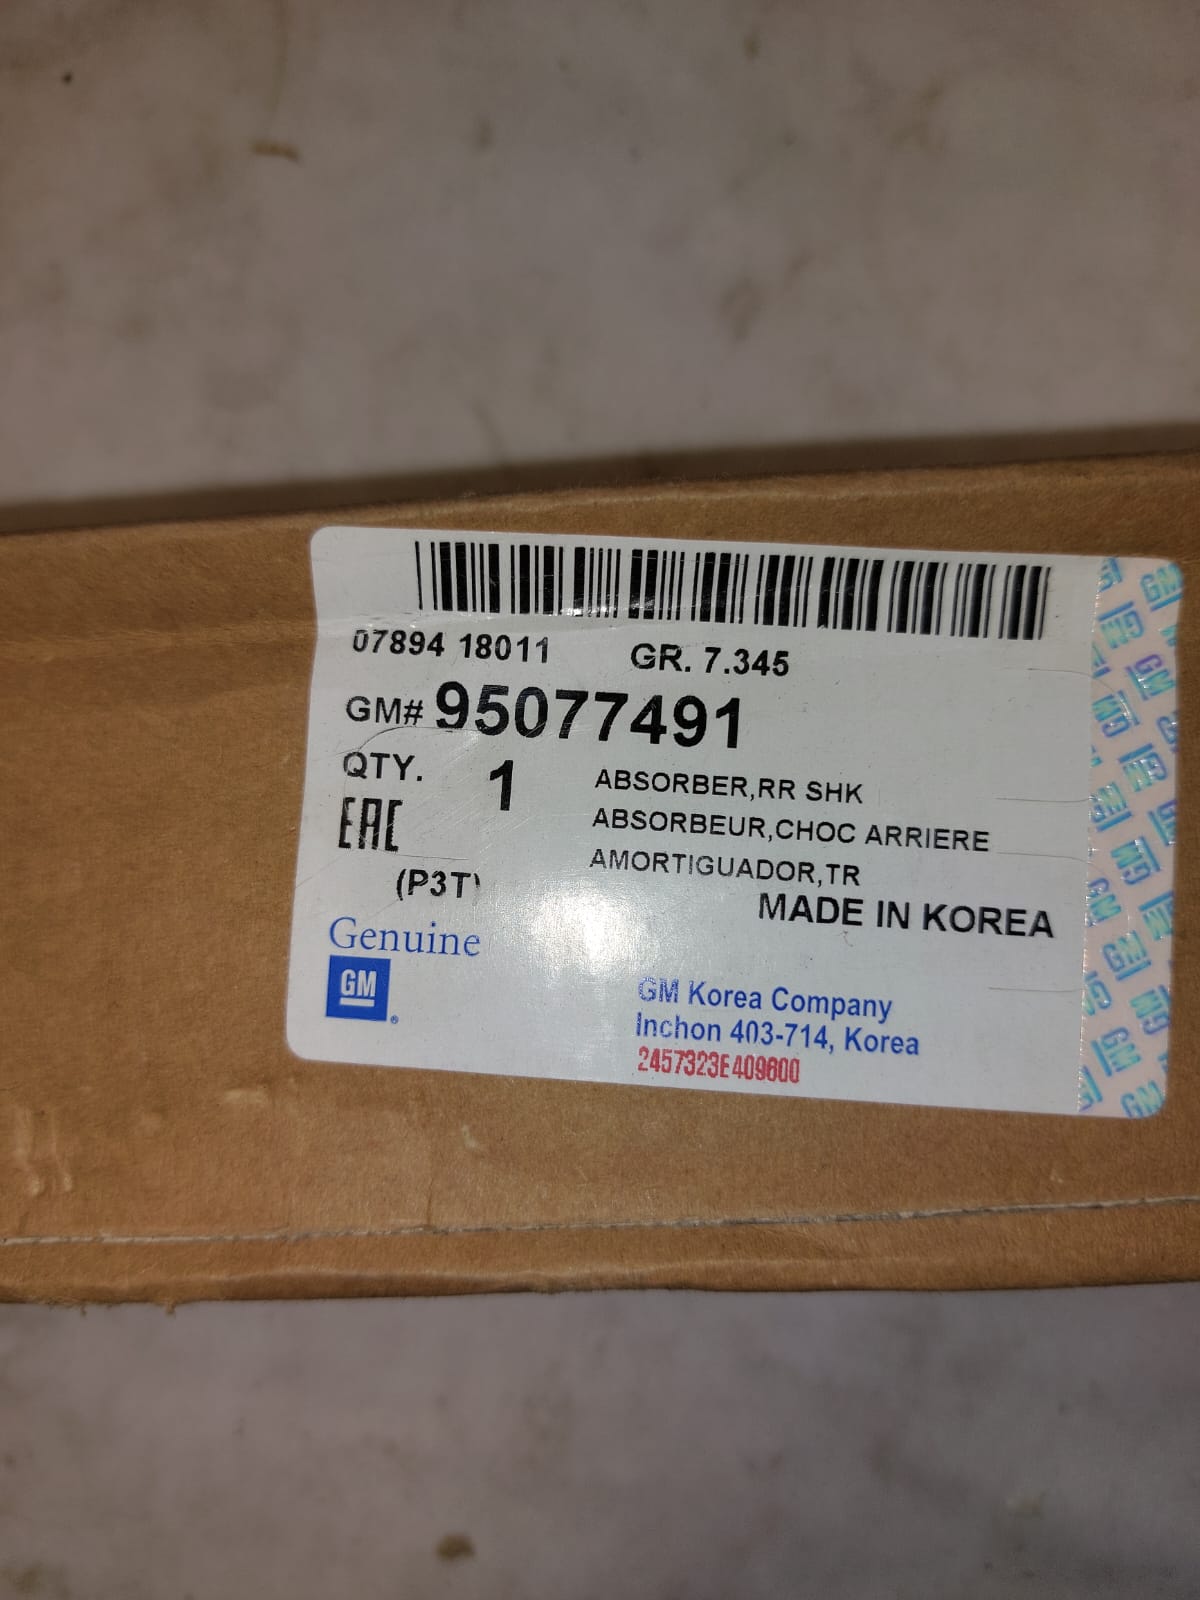 07894 18011 GR. 7.345
GM# 95077491
QTY. 1
ABSORBER,RR SHK
ABSORBEUR,CHOC ARRIERE
AMORTIGUADOR,TR
EAC
(P3T)
MADE IN KOREA
Genuine
GM
GM Korea Company
Inchon 403-714, Korea
2457323E409600